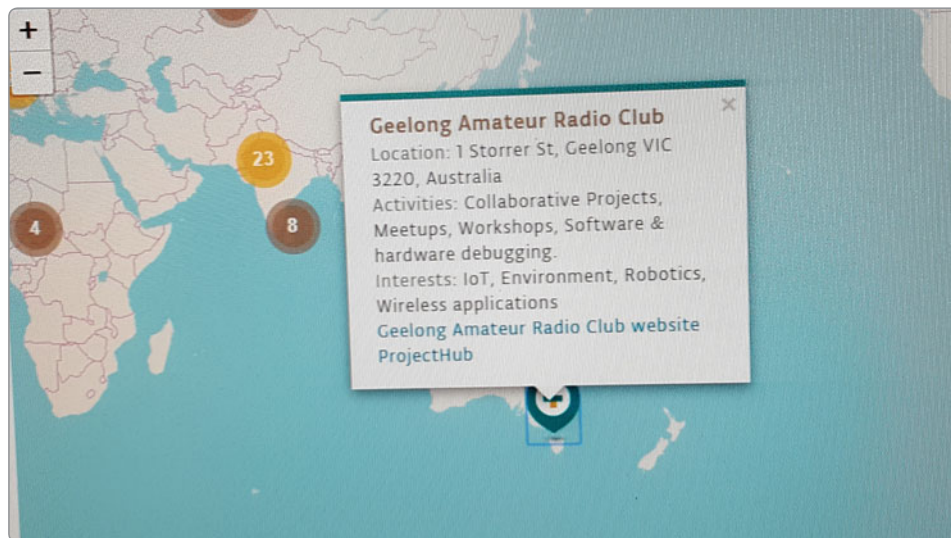 +
−
Geelong Amateur Radio Club
×
Location: 1 Storrer St, Geelong VIC
3220, Australia
Activities: Collaborative Projects,
Meetups, Workshops, Software &
hardware debugging.
Interests: IoT, Environment, Robotics,
Wireless applications
Geelong Amateur Radio Club website
ProjectHub
23
4
8